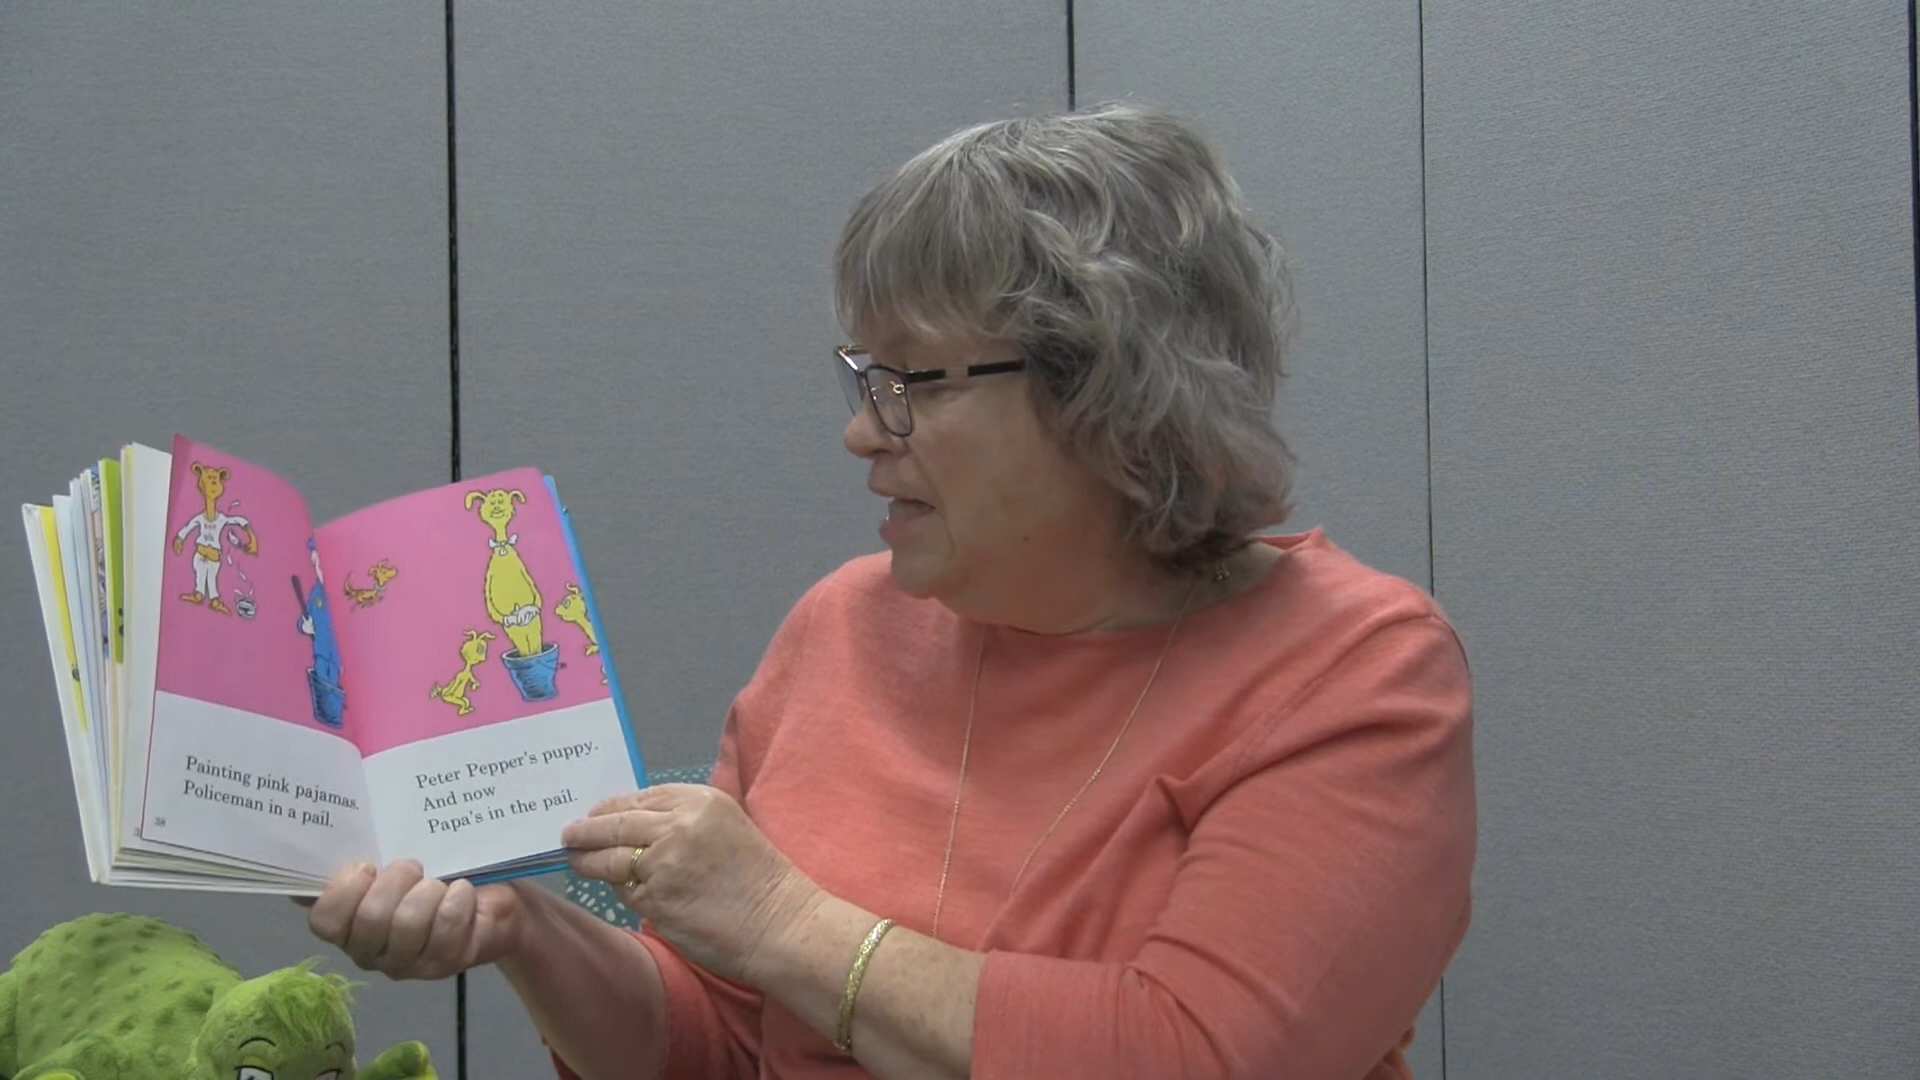 Painting pink pajamas.
Policeman in a pail.
38
Peter Pepper's puppy.
And now
Papa's in the pail.